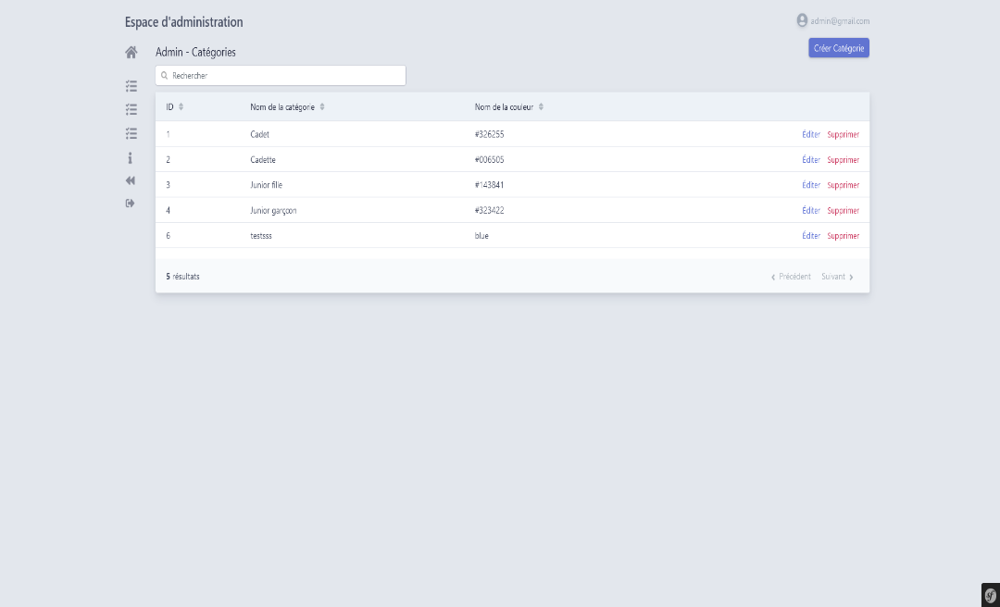 Espace d'administration
admin@gmail.com
Admin - Catégories
Créer Catégorie
Rechercher
ID Nom de la catégorie Nom de la couleur
1 Cadet #326255 Éditer Supprimer
2 Cadette #006505 Éditer Supprimer
3 Junior fille #143841 Éditer Supprimer
4 Junior garçcon #323422 Éditer Supprimer
6 testsss blue Éditer Supprimer
5 résultats
Précédent Suivant
sf